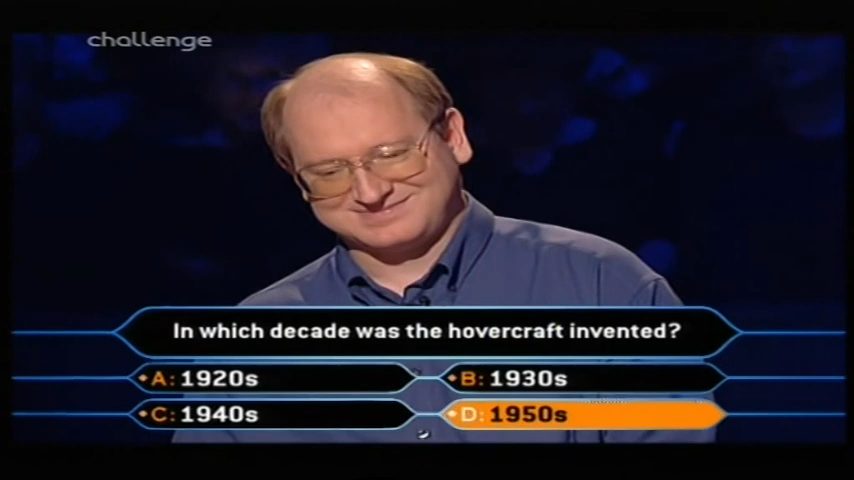 challenge
In which decade was the hovercraft invented?
A: 1920s
B: 1930s
C: 1940s
D: 1950s